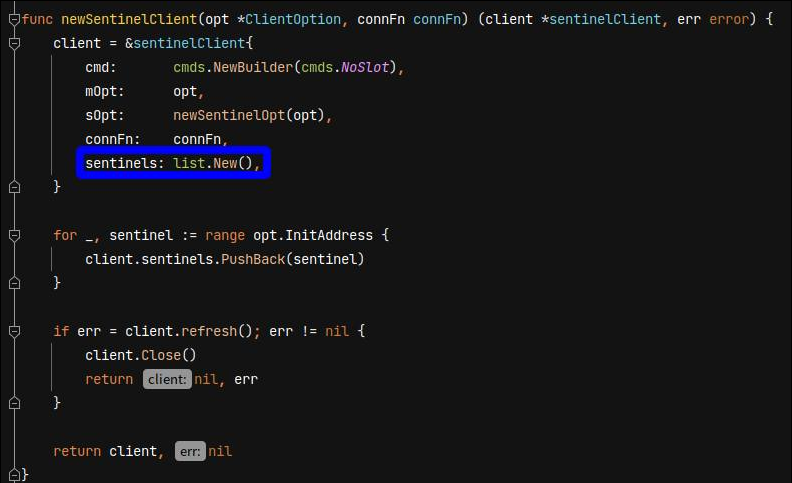 func newSentinelClient(opt *ClientOption, connFn connFn) (client *sentinelClient, err error) {
client = &sentinelClient{
cmd: cmds.NewBuilder(cmds.NoSlot),
mOpt: opt,
sOpt: newSentinelOpt(opt),
connFn: connFn,
sentinels: list.New(),
}
for _, sentinel := range opt.InitAddress {
client.sentinels.PushBack(sentinel)
}
if err = client.refresh(); err != nil {
client.Close()
return client: nil, err
}
return client, err: nil
}